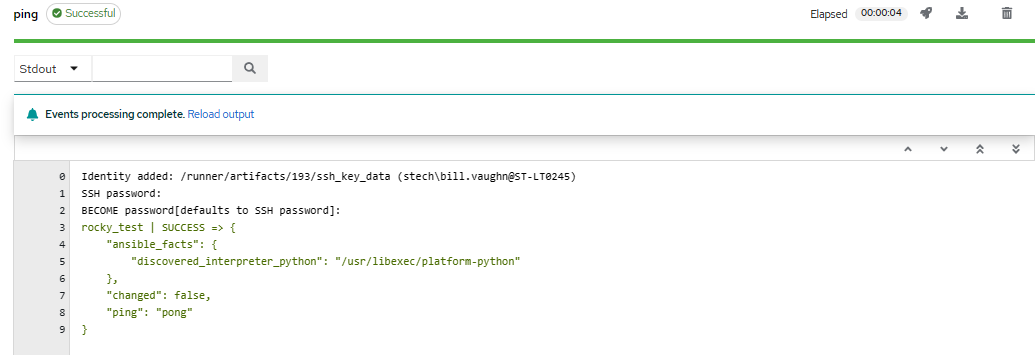 ping Successful Elapsed 00:00:04
Stdout
Events processing complete. Reload output
0 Identity added: /runner/artifacts/193/ssh_key_data (stech\bill.vaughn@ST-LT0245)
1 SSH password:
2 BECOME password[defaults to SSH password]:
3 rocky_test | SUCCESS => {
4     "ansible_facts": {
5         "discovered_interpreter_python": "/usr/libexec/platform-python"
6     },
7     "changed": false,
8     "ping": "pong"
9 }